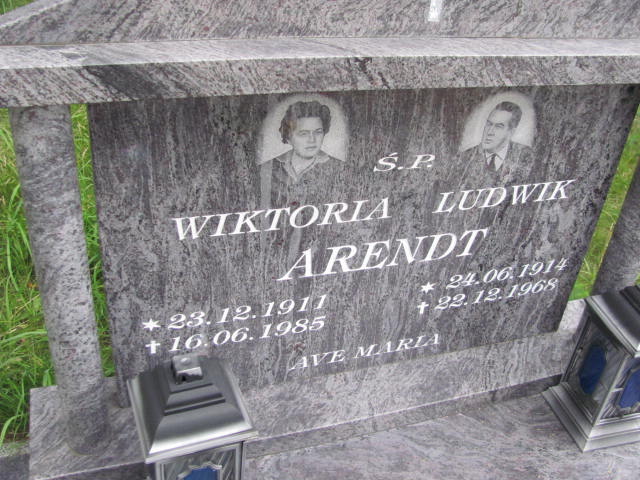 Ś.P.
WIKTORIA LUDWIK
ARENDT
* 23.12.1911 * 24.06.1914
✝ 16.06.1985 ✝ 22.12.1968
AVE MARIA